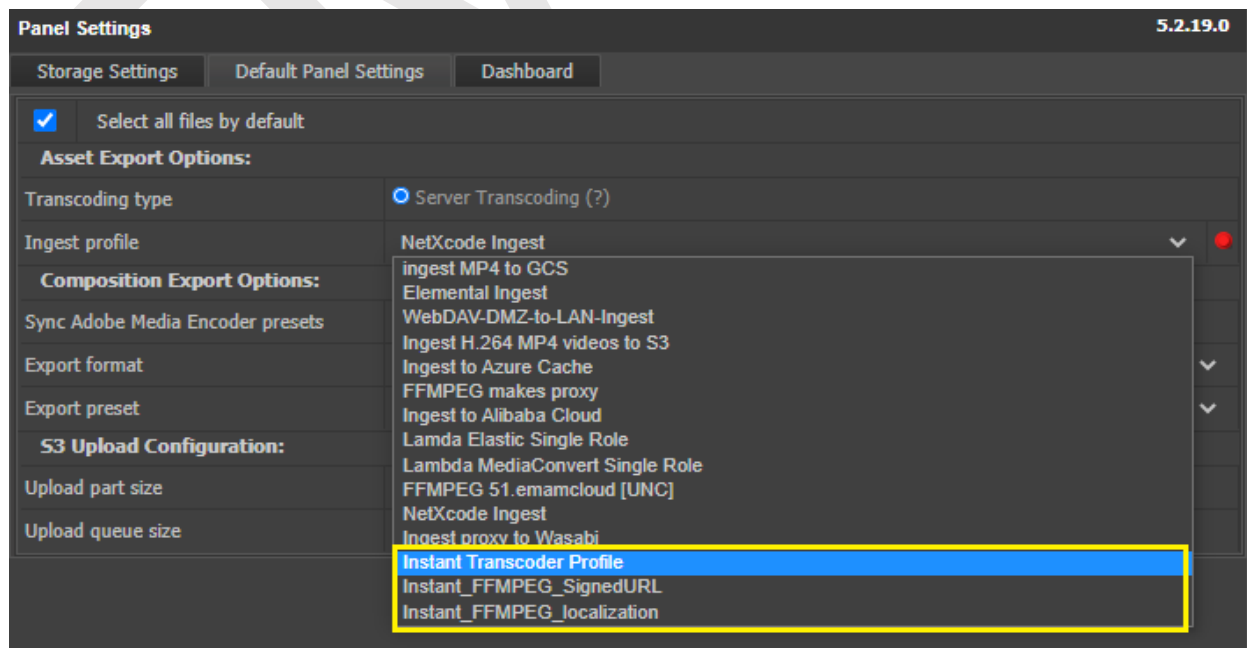 Panel Settings 5.2.19.0
Storage Settings Default Panel Settings Dashboard
Select all files by default
Asset Export Options:
Transcoding type Server Transcoding (?)
Ingest profile NetXcode Ingest
ingest MP4 to GCS
Composition Export Options:
Elemental Ingest
Sync Adobe Media Encoder presets WebDAV-DMZ-to-LAN-Ingest
Ingest H.264 MP4 videos to S3
Export format Ingest to Azure Cache
FFMPEG makes proxy
Export preset Ingest to Alibaba Cloud
S3 Upload Configuration: Lamda Elastic Single Role
Lambda MediaConvert Single Role
Upload part size FFMPEG 51.emamcloud [UNC]
NetXcode Ingest
Upload queue size Ingest proxy to Wasabi
Instant Transcoder Profile
Instant_FFMPEG_SignedURL
Instant_FFMPEG_localization